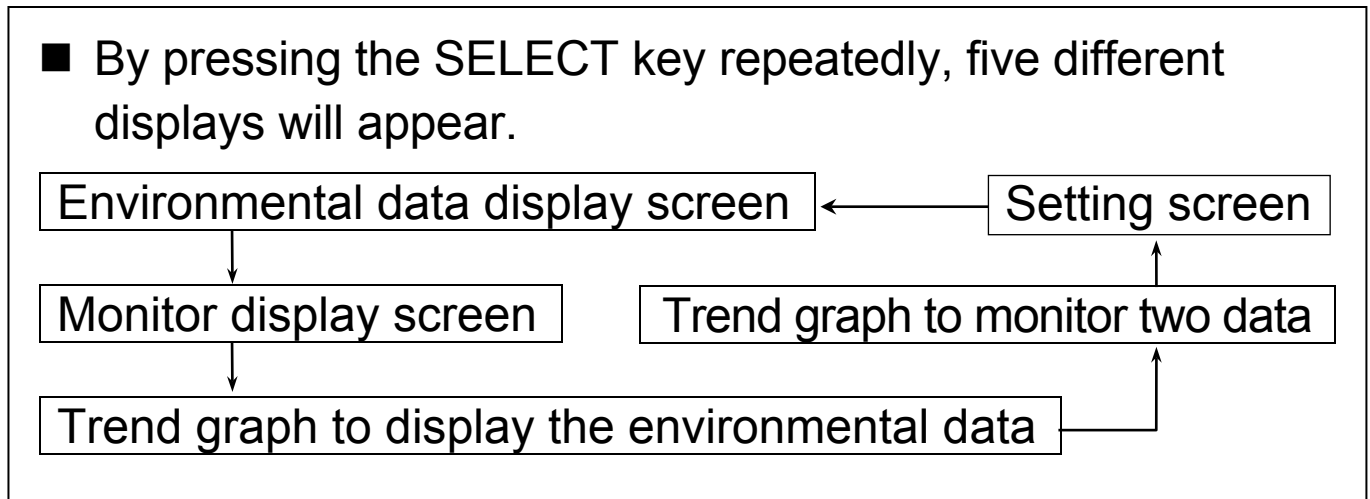 ■ By pressing the SELECT key repeatedly, five different
displays will appear.
Environmental data display screen
Setting screen
Monitor display screen
Trend graph to monitor two data
Trend graph to display the environmental data